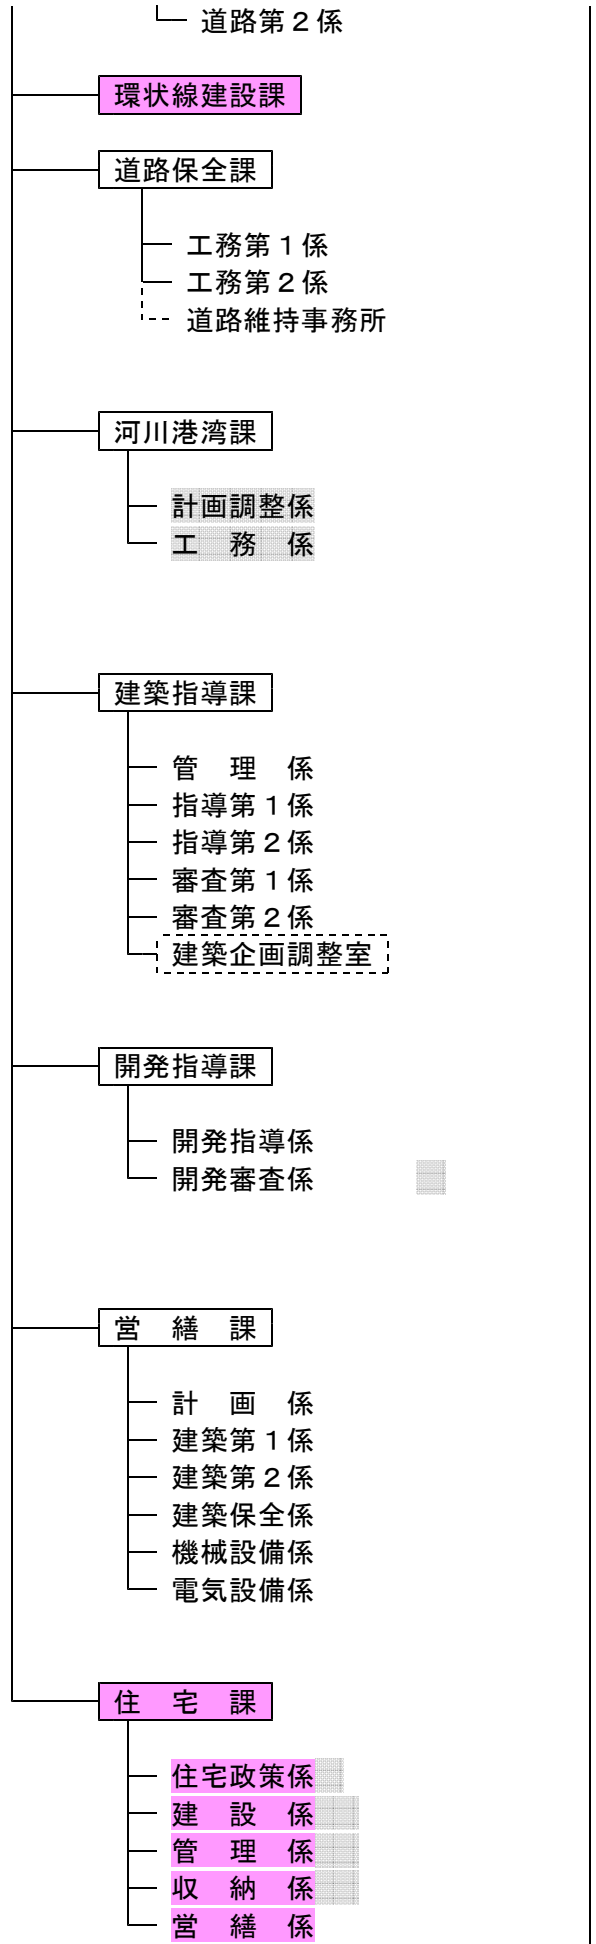 道路第２係
環状線建設課
道路保全課
工務第１係
工務第２係
道路維持事務所
河川港湾課
計画調整係
工　務　係
建築指導課
管　理　係
指導第１係
指導第２係
審査第１係
審査第２係
建築企画調整室
開発指導課
開発指導係
開発審査係
営　繕　課
計　画　係
建築第１係
建築第２係
建築保全係
機械設備係
電気設備係
住　宅　課
住宅政策係
建　設　係
管　理　係
収　納　係
営　繕　係